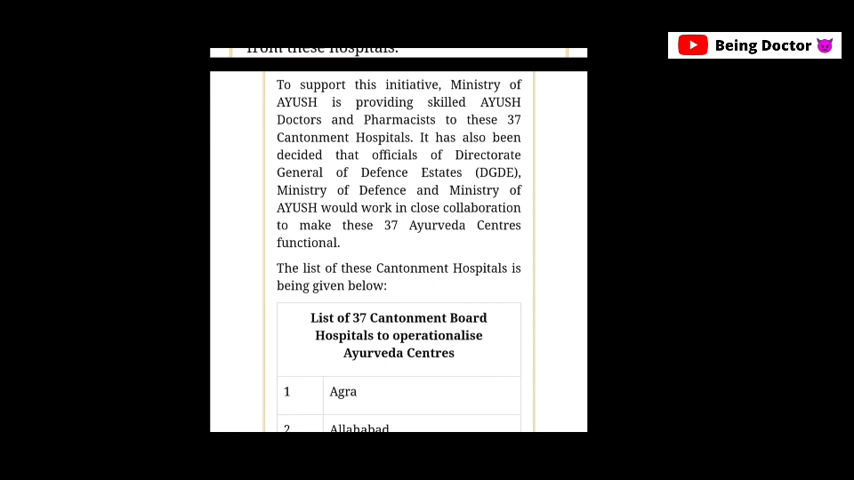 from these hospitals.
Being Doctor 😈
To support this initiative, Ministry of
AYUSH is providing skilled AYUSH
Doctors and Pharmacists to these 37
Cantonment Hospitals. It has also been
decided that officials of Directorate
General of Defence Estates (DGDE),
Ministry of Defence and Ministry of
AYUSH would work in close collaboration
to make these 37 Ayurveda Centres
functional.
The list of these Cantonment Hospitals is
being given below:
List of 37 Cantonment Board
Hospitals to operationalise
Ayurveda Centres
1 Agra
2 Allahabad